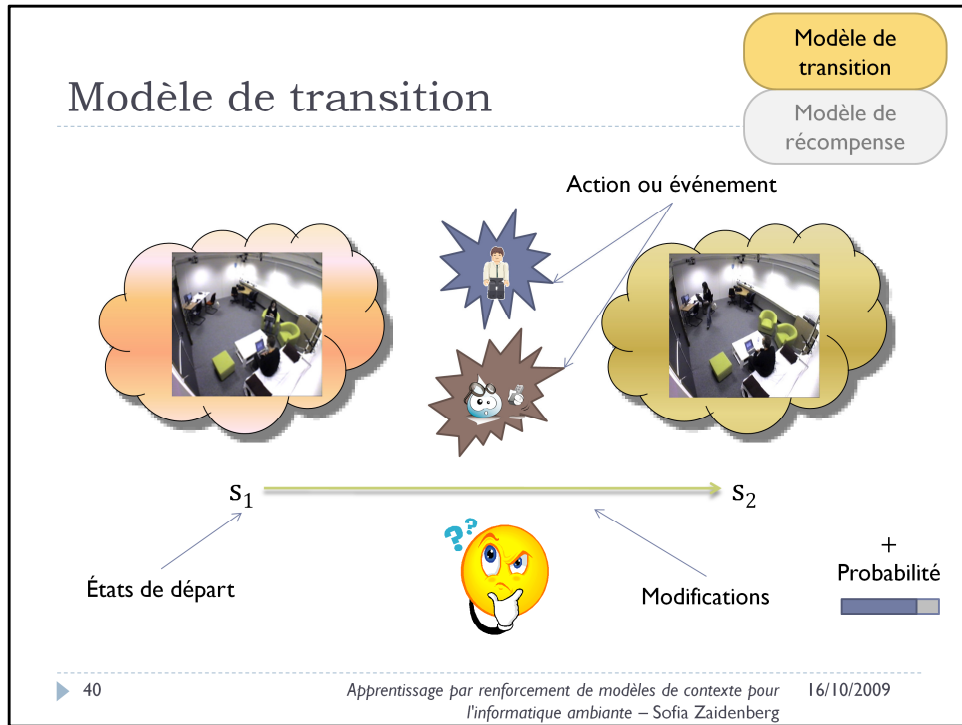 Modèle de
transition
Modèle de transition
Modèle de
récompense
Action ou événement
s1
s2
? ? ?
+
Probabilité
États de départ
Modifications
40
Apprentissage par renforcement de modèles de contexte pour
l'informatique ambiante – Sofia Zaidenberg
16/10/2009